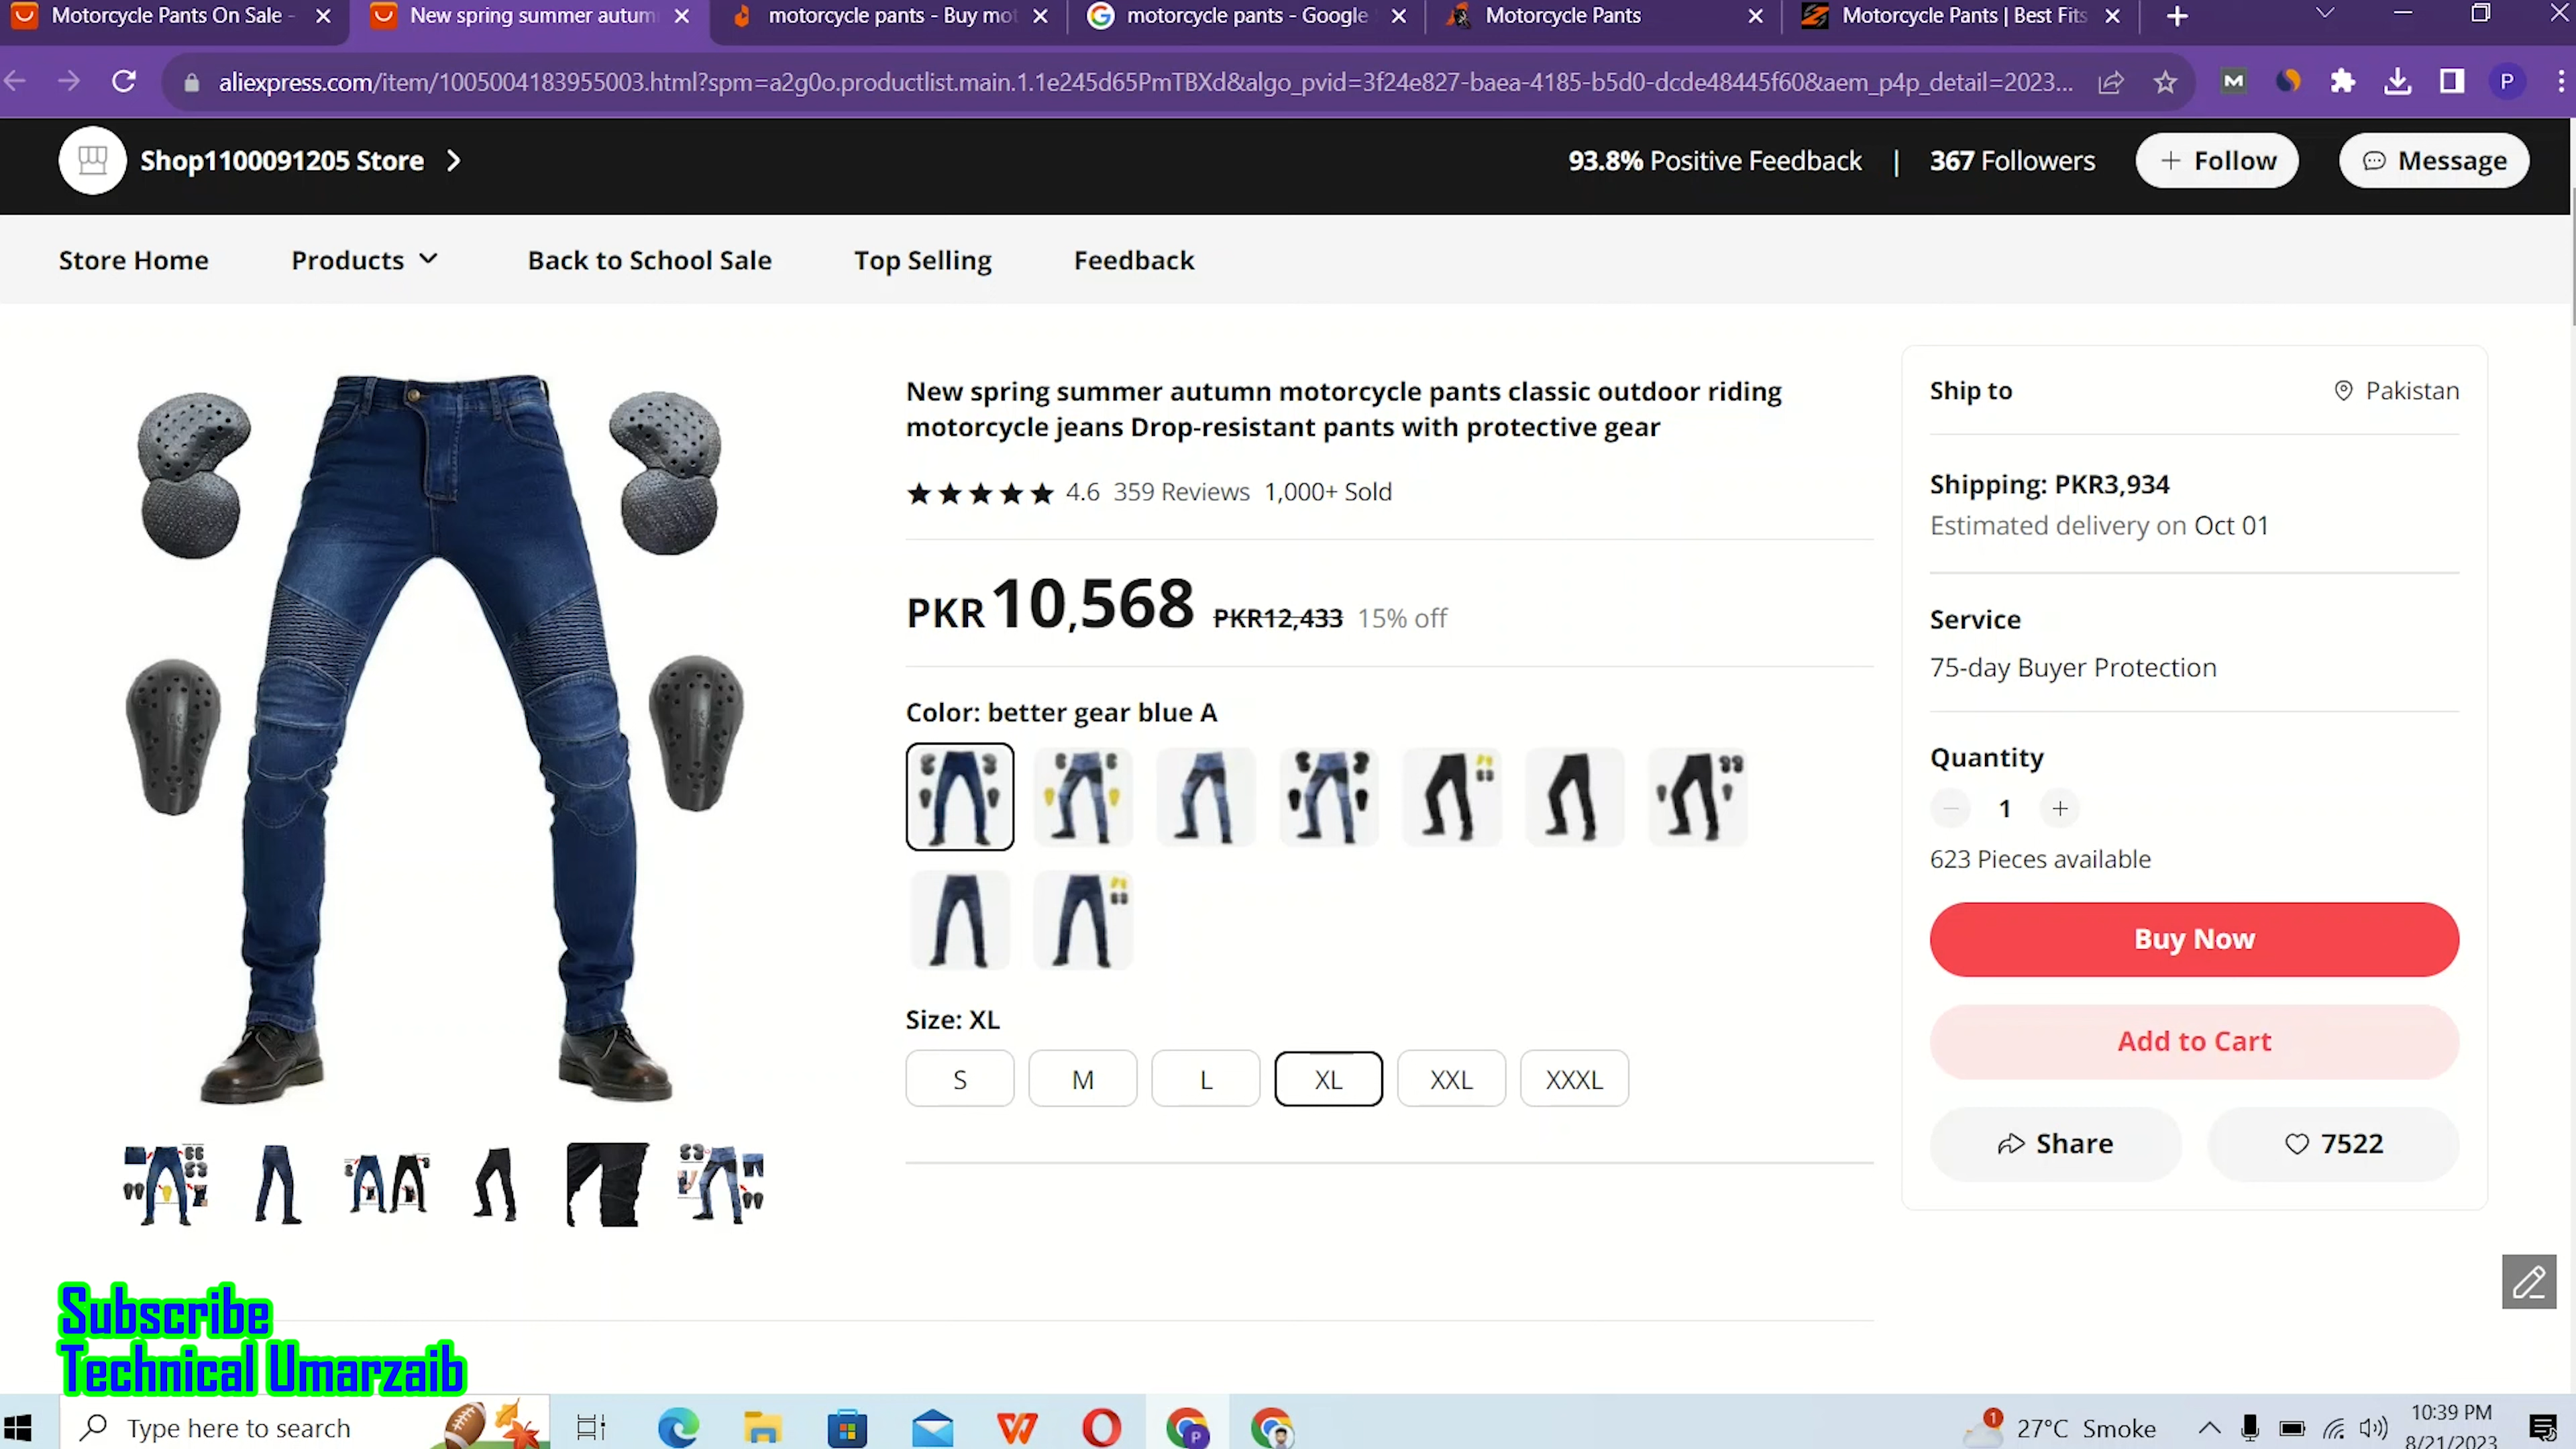 Motorcycle Pants On Sale -
New spring summer autum
motorcycle pants - Buy mot
motorcycle pants - Google
Motorcycle Pants
Motorcycle Pants | Best Fits
aliexpress.com/item/1005004183955003.html?spm=a2g0o.productlist.main.1.1e245d65PmTBXd&algo_pvid=3f24e827-baea-4185-b5d0-dcde48445f60&aem_p4p_detail=2023...
M
P
Shop1100091205 Store
93.8% Positive Feedback | 367 Followers
+ Follow
Message
Store Home
Products
Back to School Sale
Top Selling
Feedback
New spring summer autumn motorcycle pants classic outdoor riding
motorcycle jeans Drop-resistant pants with protective gear
4.6 359 Reviews 1,000+ Sold
PKR10,568 PKR12,433 15% off
Color: better gear blue A
Size: XL
S
M
L
XL
XXL
XXXL
Ship to
Pakistan
Shipping: PKR3,934
Estimated delivery on Oct 01
Service
75-day Buyer Protection
Quantity
1
623 Pieces available
Buy Now
Add to Cart
Share
7522
Subscribe
Technical Umarzaib
Type here to search
P
1
27°C Smoke
10:39 PM
8/21/2023